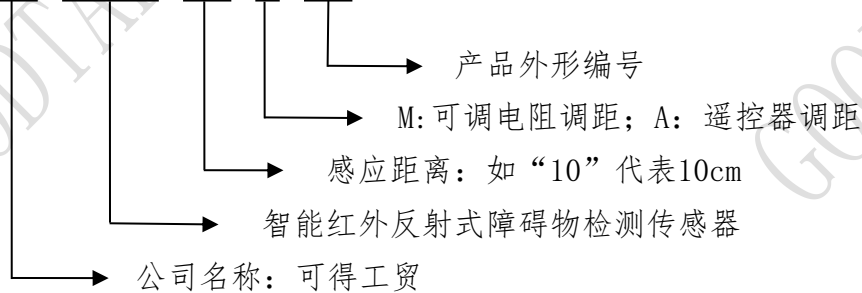 产品外形编号
M:可调电阻调距；A：遥控器调距
感应距离：如“10”代表10cm
智能红外反射式障碍物检测传感器
公司名称：可得工贸